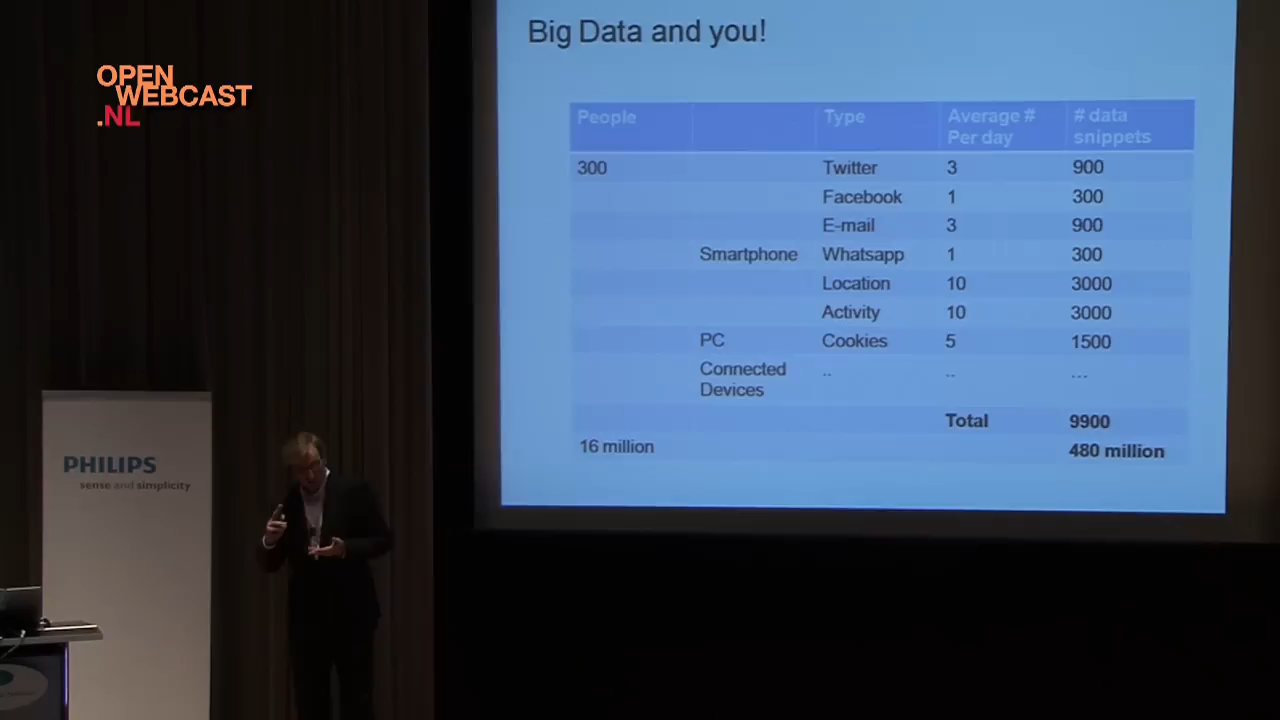 OPEN
WEBCAST
.NL
Big Data and you!
People Type Average # Per day # data snippets
300 Twitter 3 900
Facebook 1 300
E-mail 3 900
Smartphone Whatsapp 1 300
Location 10 3000
Activity 10 3000
PC Cookies 5 1500
Connected Devices .. .. ...
Total 9900
16 million 480 million
PHILIPS
sense and simplicity